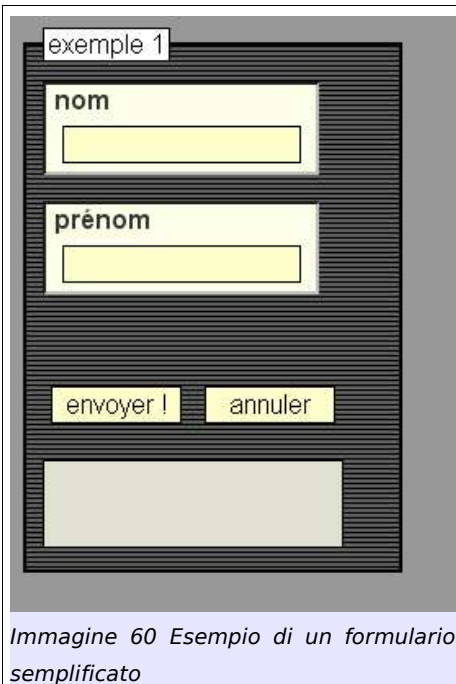 exemple 1
nom
prénom
envoyer !
annuler
Immagine 60 Esempio di un formulario
semplificato